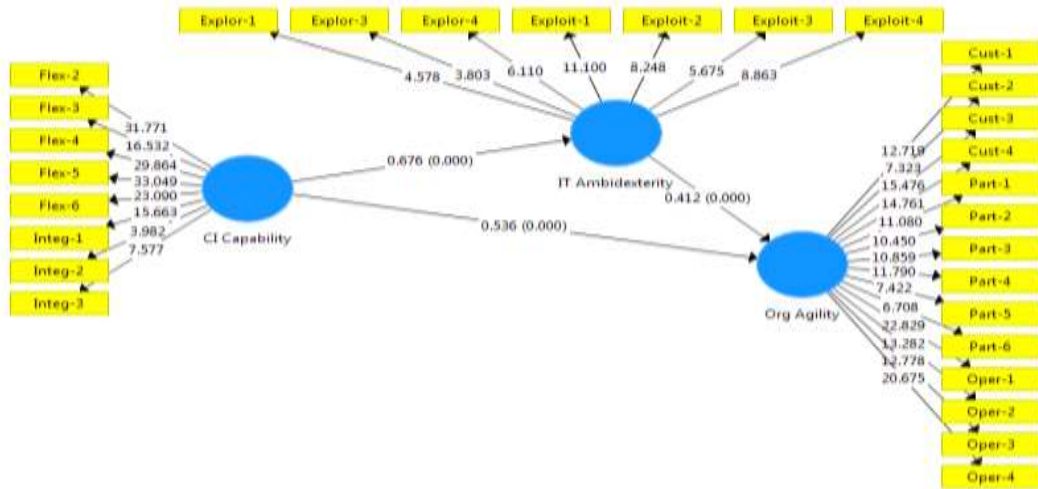 Explor-1 Explor-3 Explor-4 Exploit-1 Exploit-2 Exploit-3 Exploit-4
4.578 3.803 6.110 11.100 8.248 5.675 8.863
Flex-2
Flex-3
Flex-4
Flex-5
Flex-6
Integ-1
Integ-2
Integ-3
31.771
16.532
29.864
33.049
23.090
15.663
3.982
7.577
CI Capability
0.676 (0.000)
IT Ambidexterity
0.412 (0.000)
0.536 (0.000)
Org Agility
12.719
7.323
15.476
14.761
11.080
10.450
10.859
11.790
7.422
6.708
22.829
13.282
12.778
20.675
Cust-1
Cust-2
Cust-3
Cust-4
Part-1
Part-2
Part-3
Part-4
Part-5
Part-6
Oper-1
Oper-2
Oper-3
Oper-4